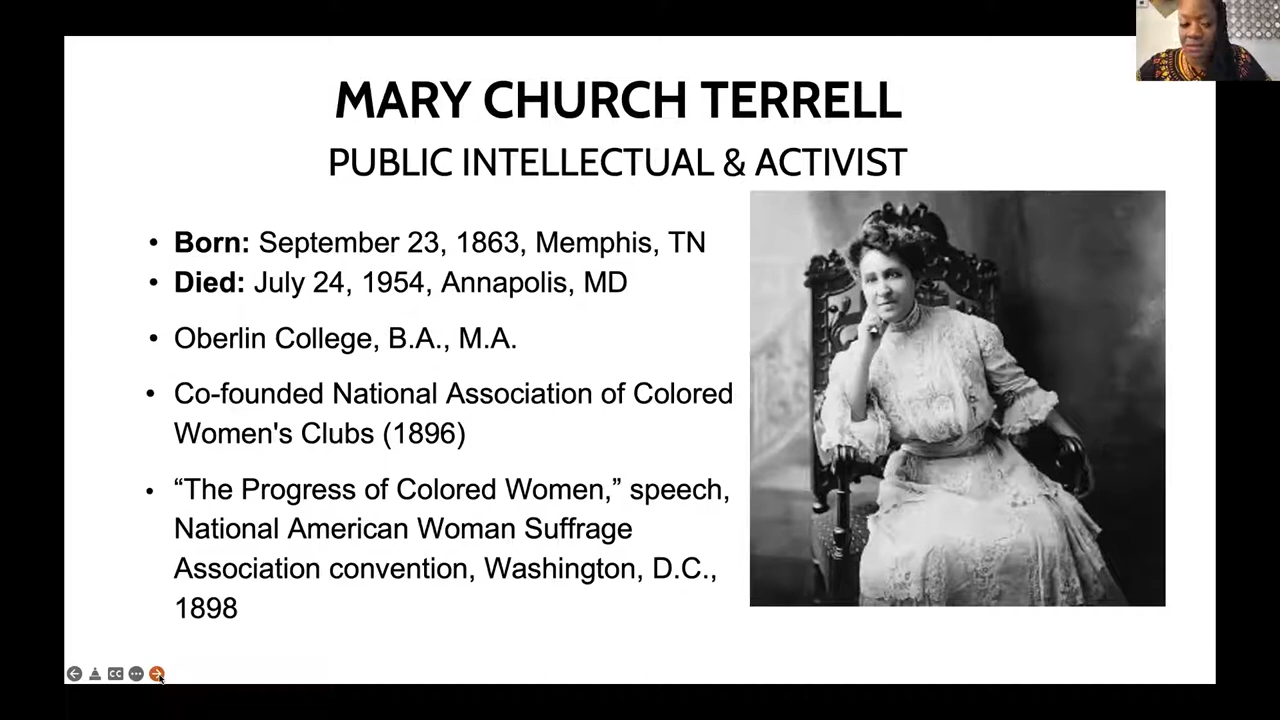 MARY CHURCH TERRELL
PUBLIC INTELLECTUAL & ACTIVIST
• Born: September 23, 1863, Memphis, TN
• Died: July 24, 1954, Annapolis, MD
• Oberlin College, B.A., M.A.
• Co-founded National Association of Colored
Women's Clubs (1896)
• “The Progress of Colored Women,” speech,
National American Woman Suffrage
Association convention, Washington, D.C.,
1898
CC